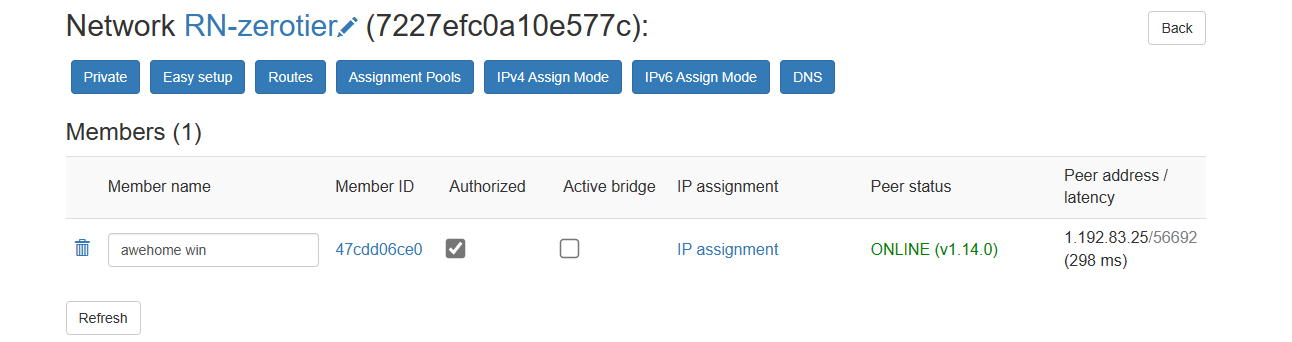 Network RN-zerotier (7227efc0a10e577c):
Back
Private Easy setup Routes Assignment Pools IPv4 Assign Mode IPv6 Assign Mode DNS
Members (1)
Member name Member ID Authorized Active bridge IP assignment Peer status Peer address / latency
awehome win 47cdd06ce0 IP assignment ONLINE (v1.14.0) 1.192.83.25/56692 (298 ms)
Refresh